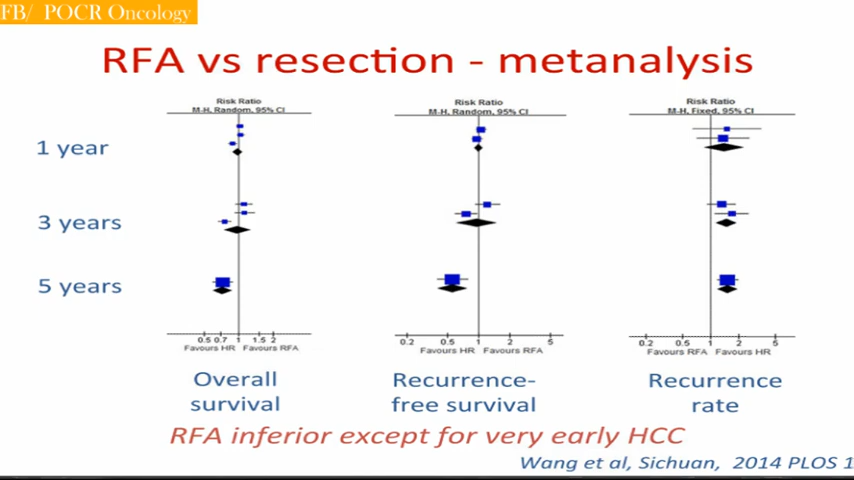 FB/ POCR Oncology
RFA vs resection - metanalysis
Risk Ratio
M-H, Random, 95% CI
Risk Ratio
M-H, Random, 95% CI
Risk Ratio
M-H, Fixed, 95% CI
1 year
3 years
5 years
0.5 0.7 1 1.5 2
Favours HR Favours RFA
0.2 0.5 1 2 5
Favours HR Favours RFA
0.2 0.5 1 2 5
Favours RFA Favours HR
Overall
survival
Recurrence-
free survival
Recurrence
rate
RFA inferior except for very early HCC
Wang et al, Sichuan, 2014 PLOS 1